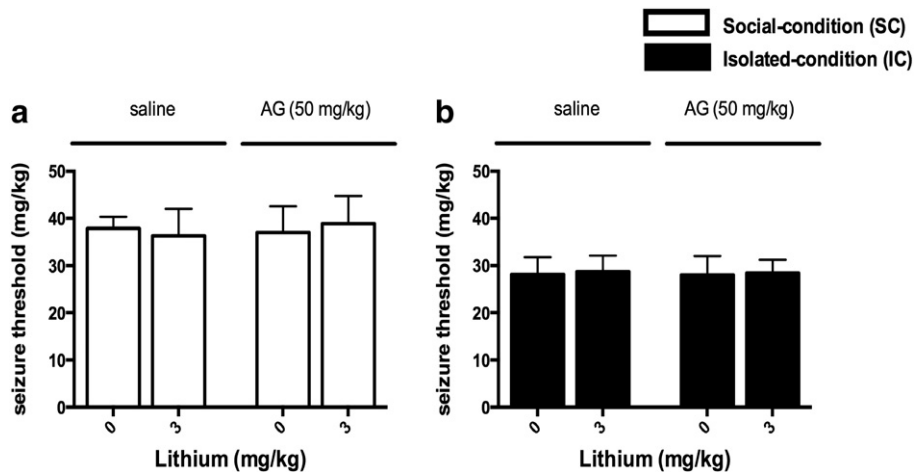 Social-condition (SC)
Isolated-condition (IC)
a
saline
AG (50 mg/kg)
seizure threshold (mg/kg)
50
40
30
20
10
0
0
3
0
3
Lithium (mg/kg)
b
saline
AG (50 mg/kg)
seizure threshold (mg/kg)
50
40
30
20
10
0
0
3
0
3
Lithium (mg/kg)